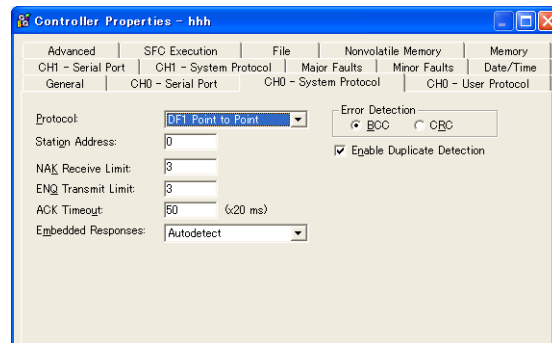 Controller Properties - hhh
Advanced SFC Execution File Nonvolatile Memory Memory
CH1 - Serial Port CH1 - System Protocol Major Faults Minor Faults Date/Time
General CH0 - Serial Port CH0 - System Protocol CH0 - User Protocol
Protocol: DF1 Point to Point
Error Detection
BCC CRC
Station Address: 0
Enable Duplicate Detection
NAK Receive Limit: 3
ENQ Transmit Limit: 3
ACK Timeout: 50 (x20 ms)
Embedded Responses: Autodetect